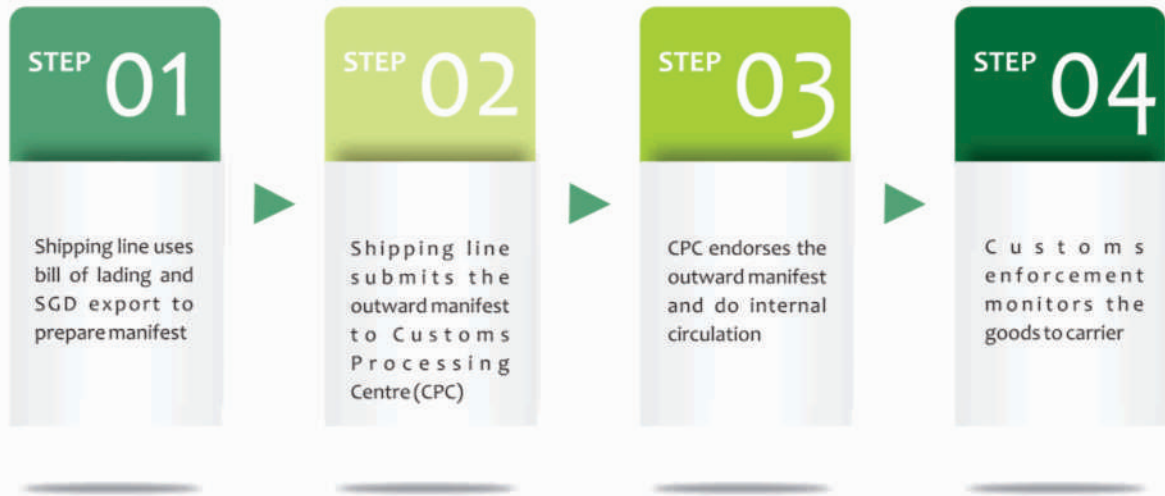 STEP 01
Shipping line uses
bill of lading and
SGD export to
prepare manifest
STEP 02
Shipping line
submits the
outward manifest
to Customs
Processing
Centre (CPC)
STEP 03
CPC endorses the
outward manifest
and do internal
circulation
STEP 04
Customs
enforcement
monitors the
goods to carrier